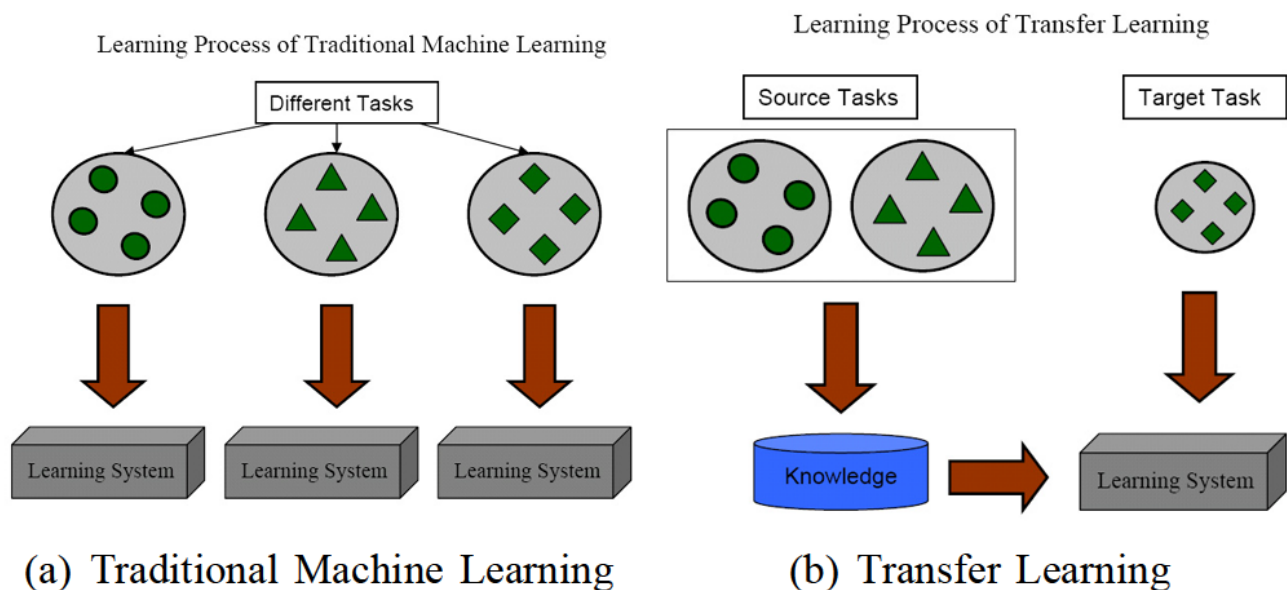 Learning Process of Traditional Machine Learning
Different Tasks
Learning System
Learning System
Learning System
(a) Traditional Machine Learning
Learning Process of Transfer Learning
Source Tasks
Target Task
Knowledge
Learning System
(b) Transfer Learning